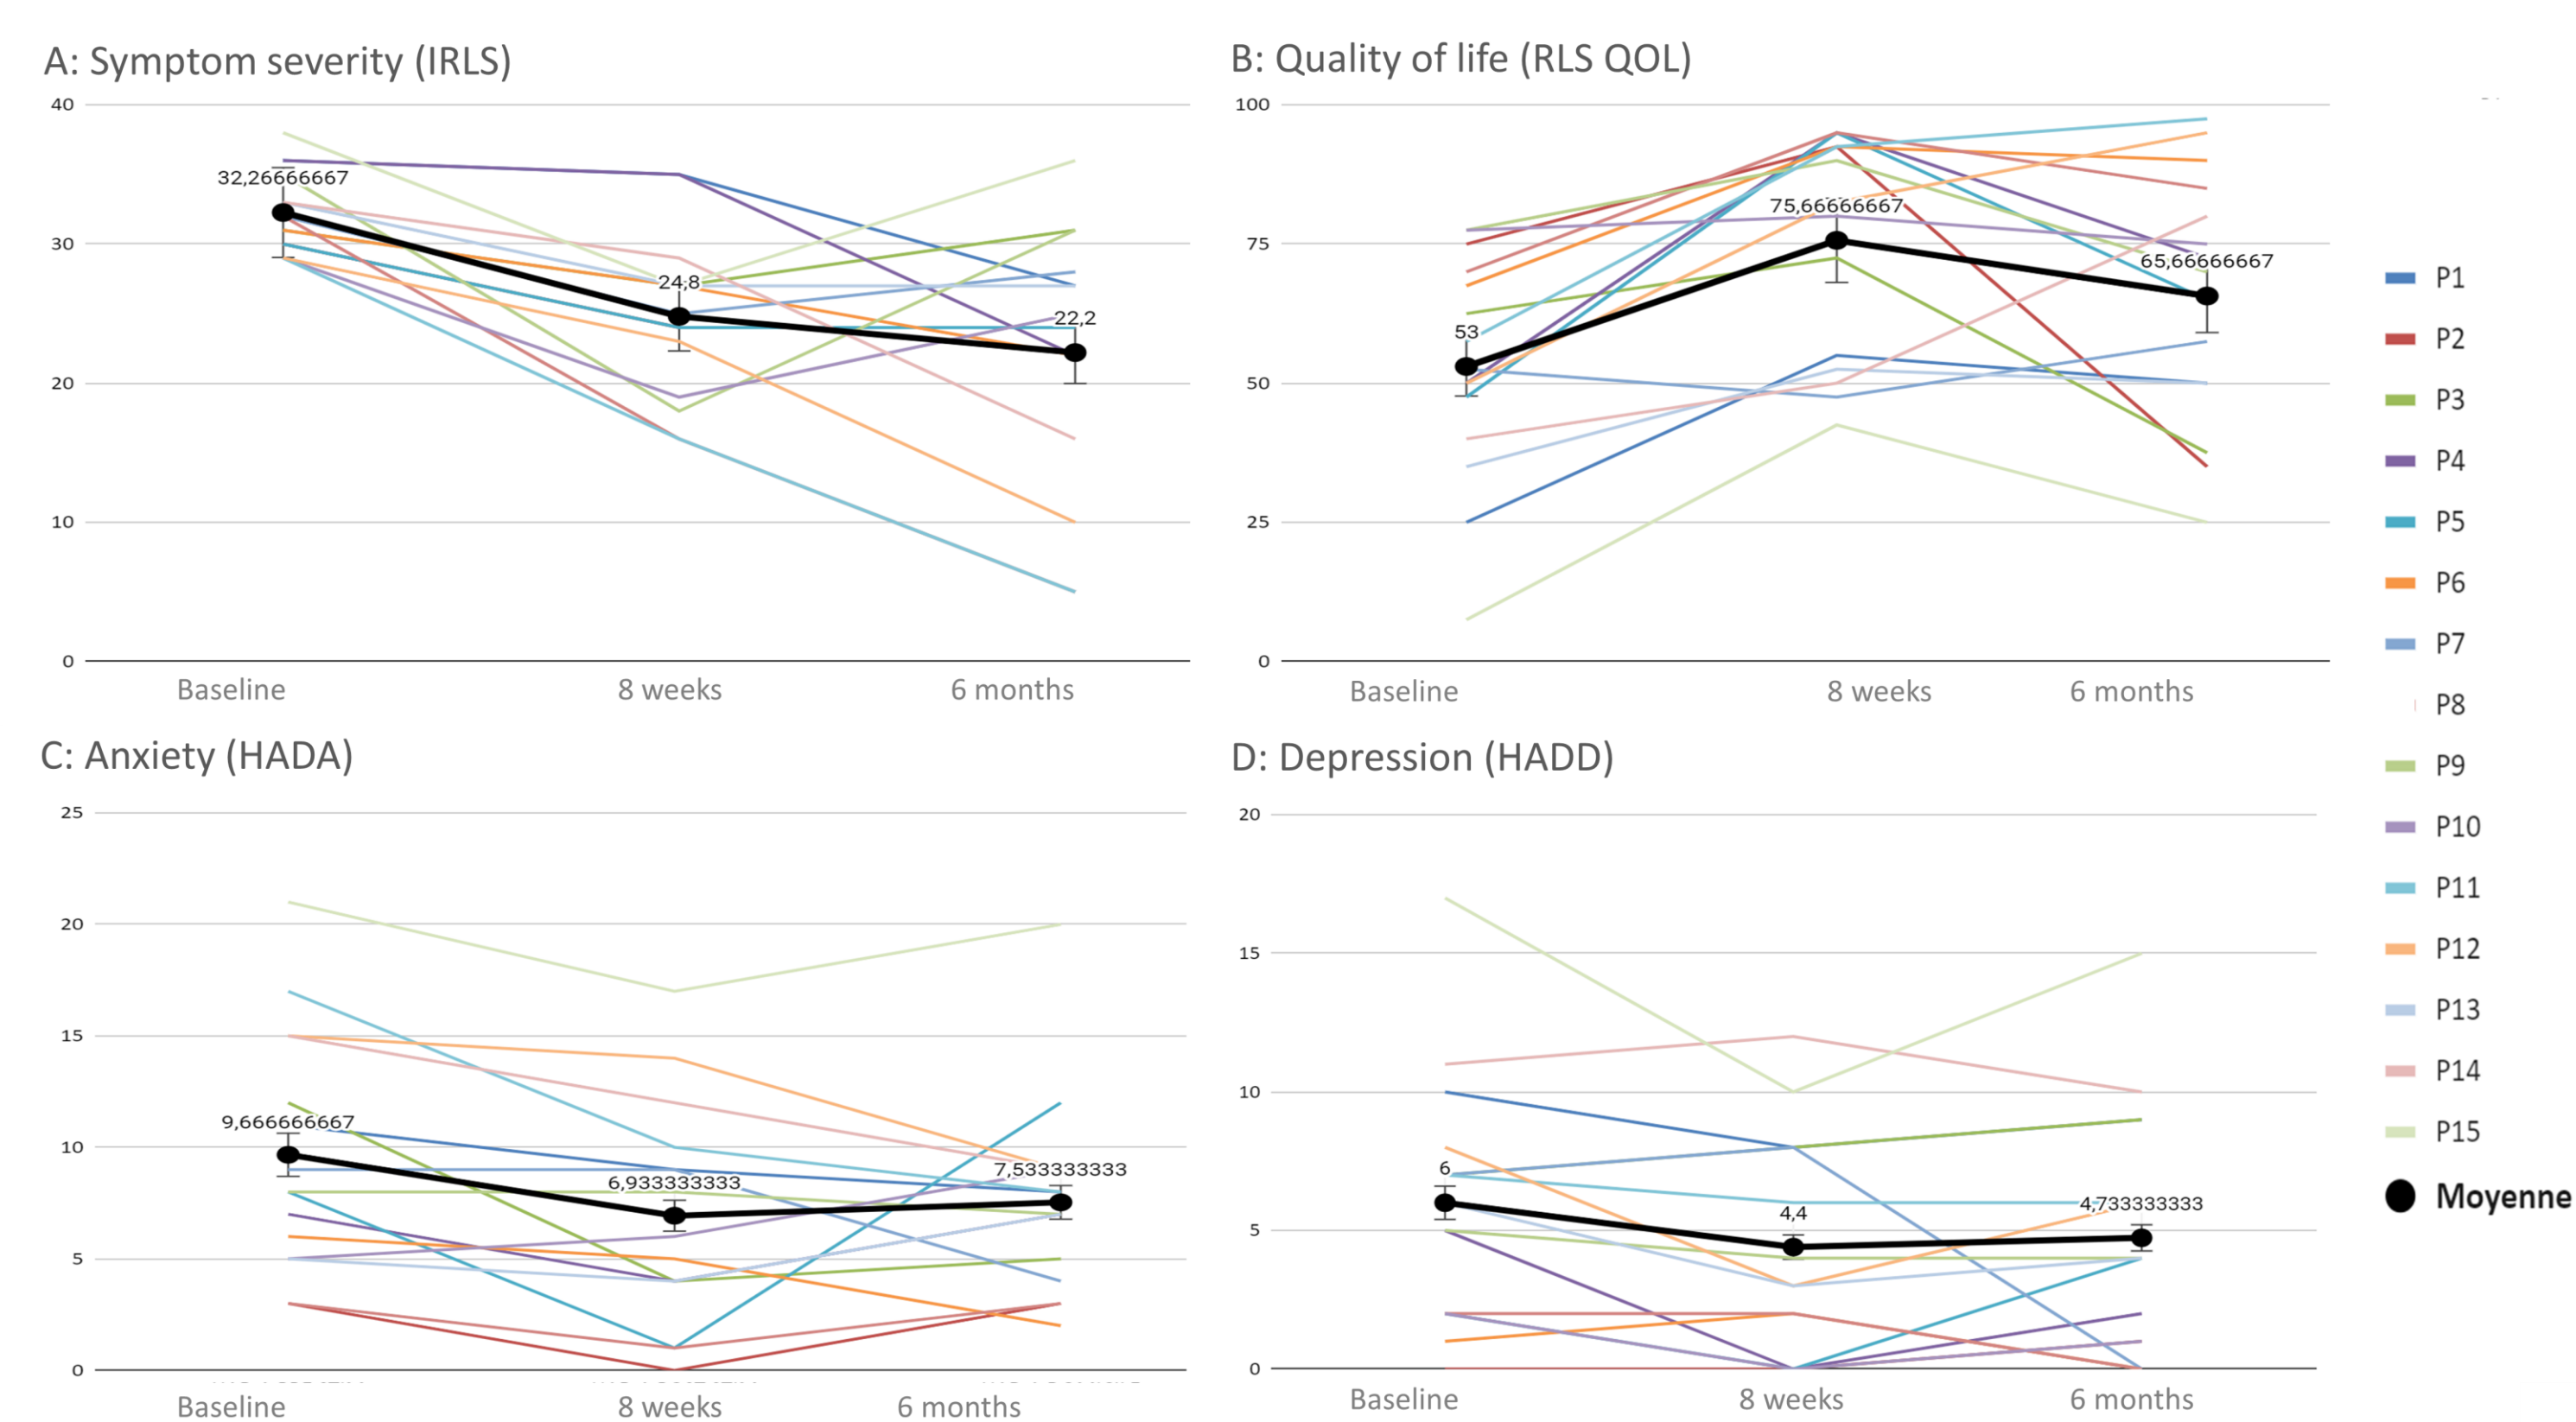 A: Symptom severity (IRLS)
40
30
20
10
0
32,26666667
24,8
22,2
Baseline 8 weeks 6 months
B: Quality of life (RLS QOL)
100
75
50
25
0
53
75,66666667
65,66666667
Baseline 8 weeks 6 months
C: Anxiety (HADA)
25
20
15
10
5
0
9,666666667
6,933333333
7,533333333
Baseline 8 weeks 6 months
D: Depression (HADD)
20
15
10
5
0
6
4,4
4,733333333
Baseline 8 weeks 6 months
P1
P2
P3
P4
P5
P6
P7
P8
P9
P10
P11
P12
P13
P14
P15
Moyenne